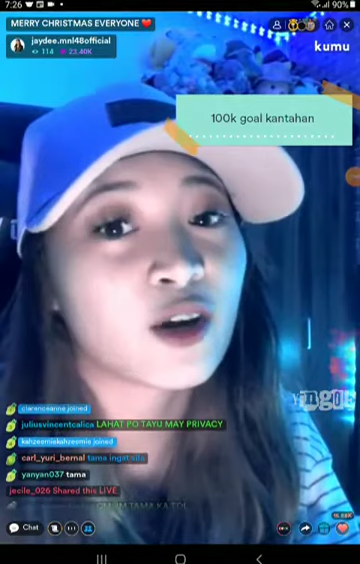 7:26
90%
MERRY CHRISTMAS EVERYONE
jaydee.mnl48official
114 23.40K
kumu
100k goal kantahan
clarenceanne joined
juliusvincentcalica LAHAT PO TAYU MAY PRIVACY
kahzeemiekahzeomie joined
carl_yuri_bernal tama ingat sila
yanyan037 tama
jecile_026 Shared this LIVE
Chat